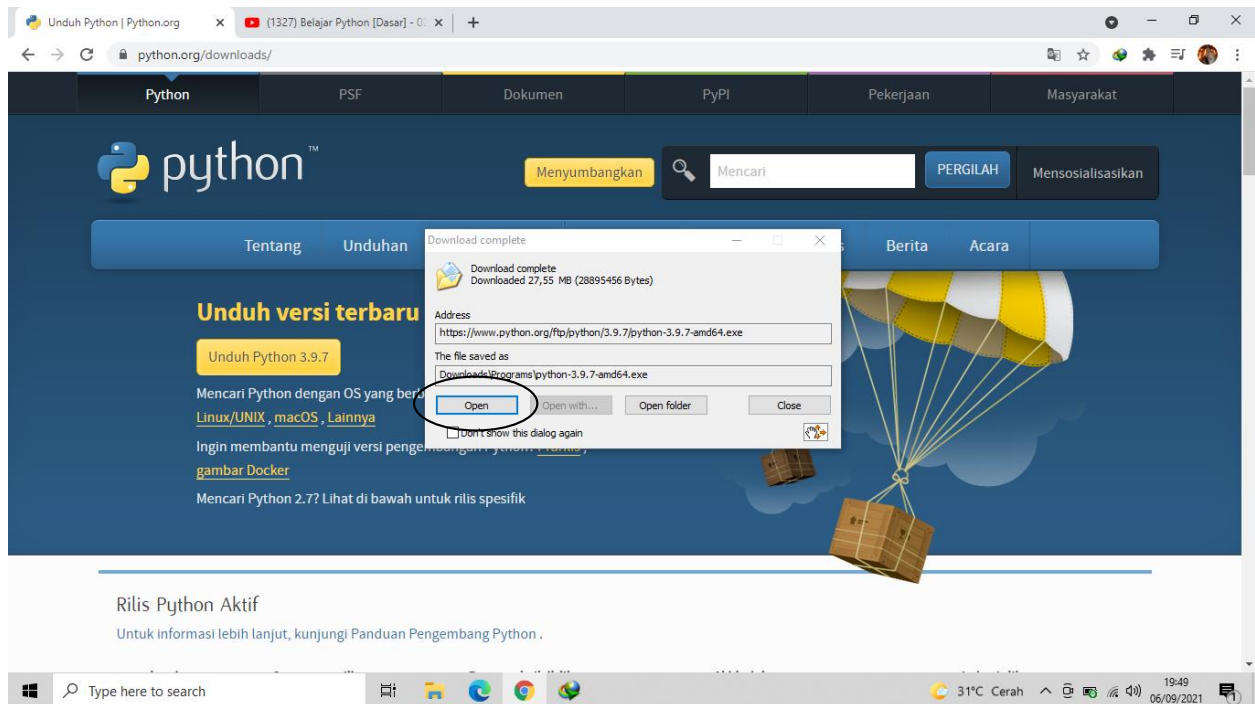 Unduh Python | Python.org
(1327) Belajar Python [Dasar] - 0
python.org/downloads/
Python PSF Dokumen PyPI Pekerjaan Masyarakat
python™
Menyumbangkan Mencari PERGILAH Mensosialisasikan
Tentang Unduhan Berita Acara
Download complete
Download complete
Downloaded 27,55 MB (28895456 Bytes)
Address
https://www.python.org/ftp/python/3.9.7/python-3.9.7-amd64.exe
The file saved as
Downloads\Programs\python-3.9.7-amd64.exe
Open Open with... Open folder Close
Don't show this dialog again
Unduh versi terbaru
Unduh Python 3.9.7
Mencari Python dengan OS yang
Linux/UNIX , macOS , Lainnya
Ingin membantu menguji versi
gambar Docker
Mencari Python 2.7? Lihat di bawah untuk rilis spesifik
Rilis Python Aktif
Untuk informasi lebih lanjut, kunjungi Panduan Pengembang Python .
Type here to search
31°C Cerah
19:49
06/09/2021
1